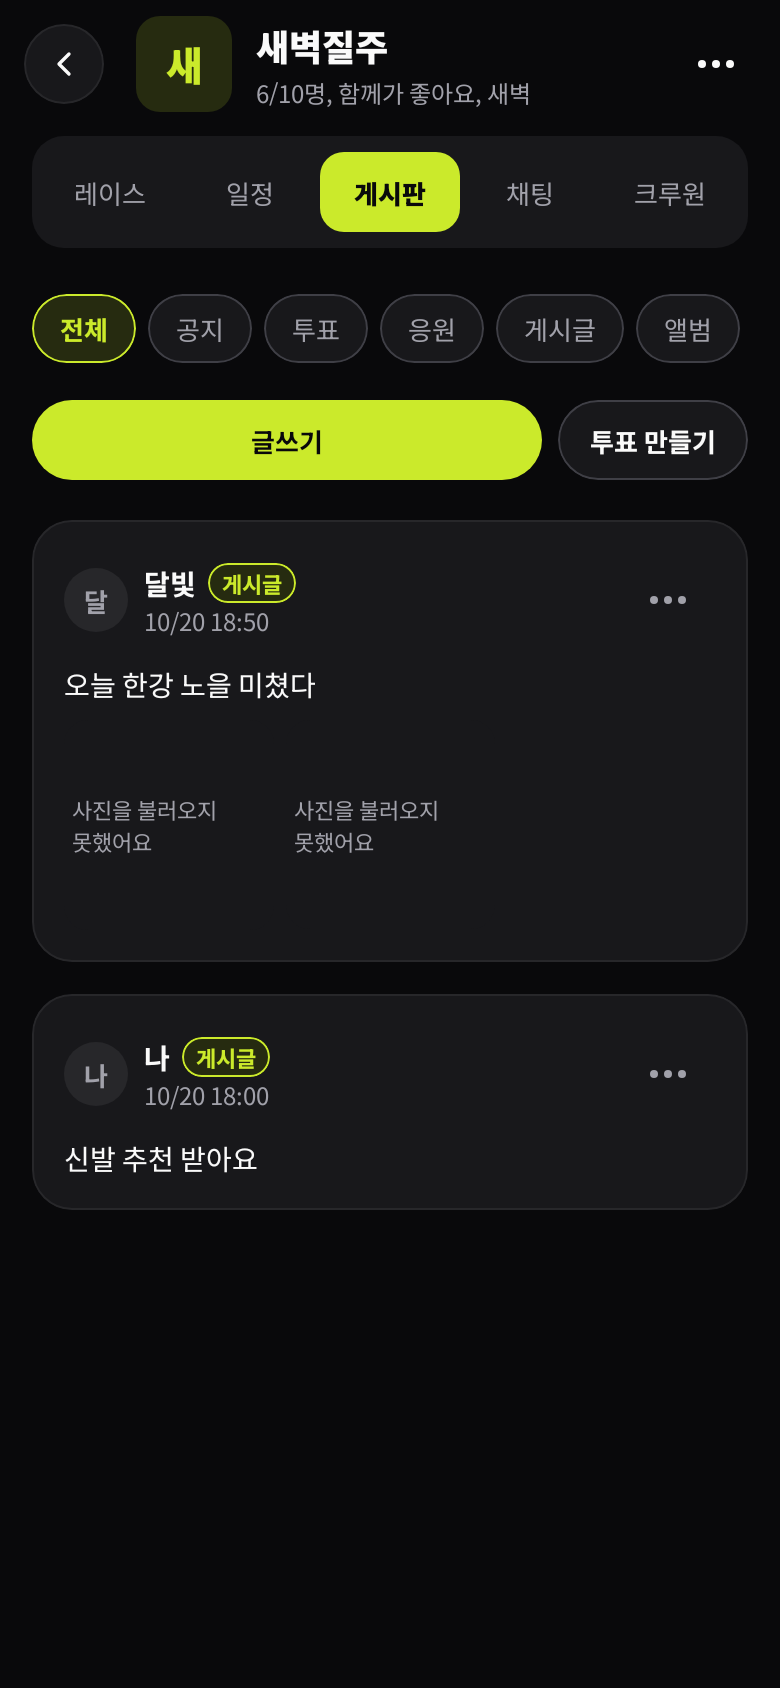 새
새벽질주
6/10명, 함께가 좋아요, 새벽
레이스 일정 게시판 채팅 크루원
전체 공지 투표 응원 게시글 앨범
글쓰기 투표 만들기
달
달빛 게시글
10/20 18:50
오늘 한강 노을 미쳤다
사진을 불러오지 못했어요
사진을 불러오지 못했어요
나
나 게시글
10/20 18:00
신발 추천 받아요